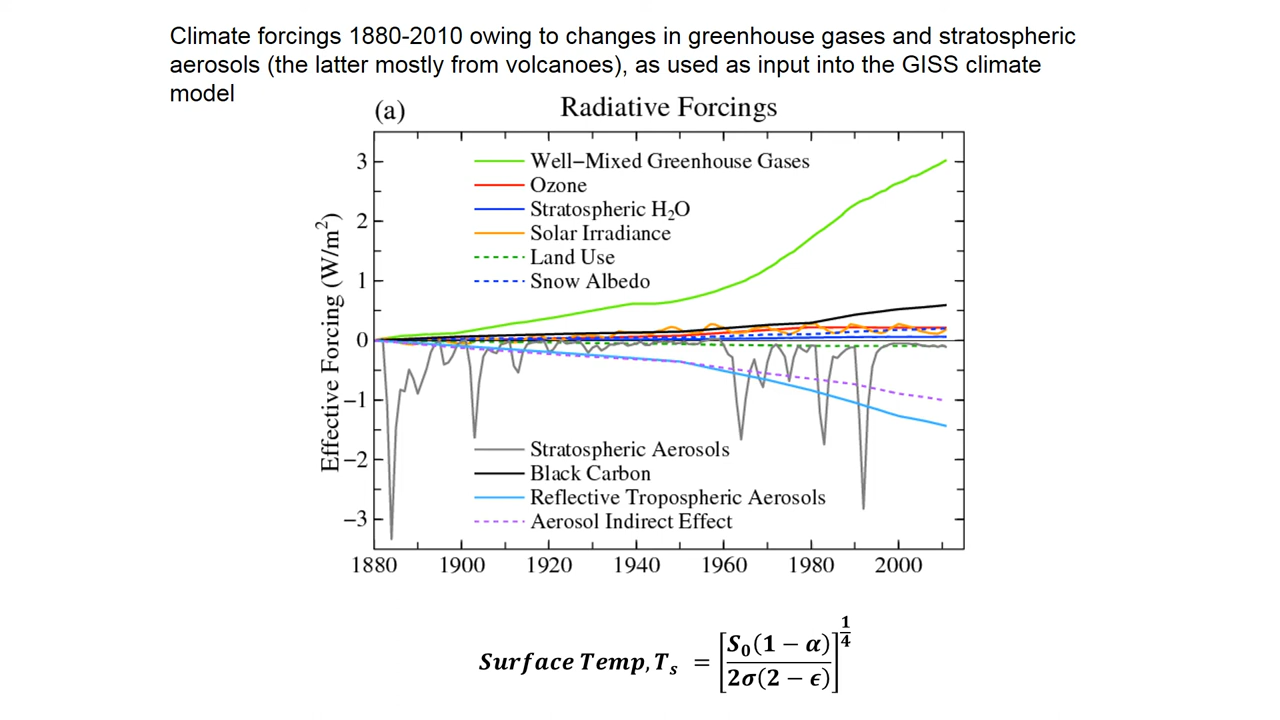 Climate forcings 1880-2010 owing to changes in greenhouse gases and stratospheric
aerosols (the latter mostly from volcanoes), as used as input into the GISS climate
model
(a) Radiative Forcings
Effective Forcing (W/m²)
3
2
1
0
−1
−2
−3
Well−Mixed Greenhouse Gases
Ozone
Stratospheric H₂O
Solar Irradiance
Land Use
Snow Albedo
Stratospheric Aerosols
Black Carbon
Reflective Tropospheric Aerosols
Aerosol Indirect Effect
1880 1900 1920 1940 1960 1980 2000
Surface Temp, Tₛ = [S₀(1 − α) / 2σ(2 − ϵ)]^(1/4)